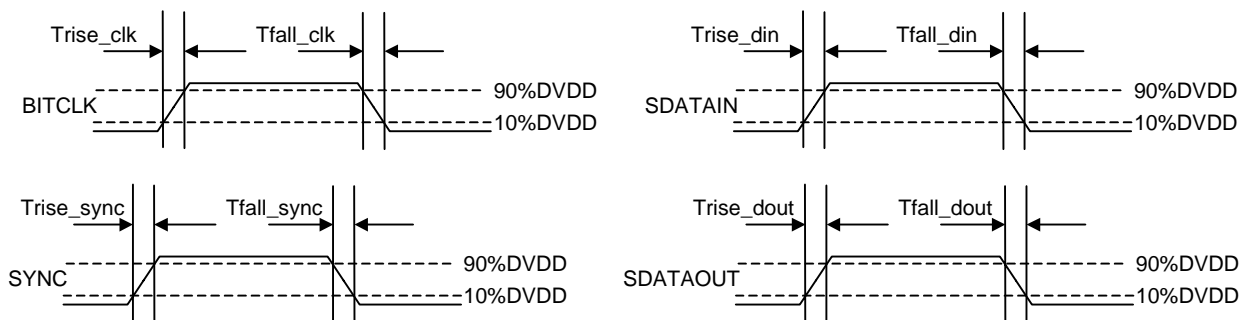 Trise_clk Tfall_clk
90%DVDD
BITCLK
10%DVDD
Trise_din Tfall_din
90%DVDD
SDATAIN
10%DVDD
Trise_sync Tfall_sync
90%DVDD
SYNC
10%DVDD
Trise_dout Tfall_dout
90%DVDD
SDATAOUT
10%DVDD